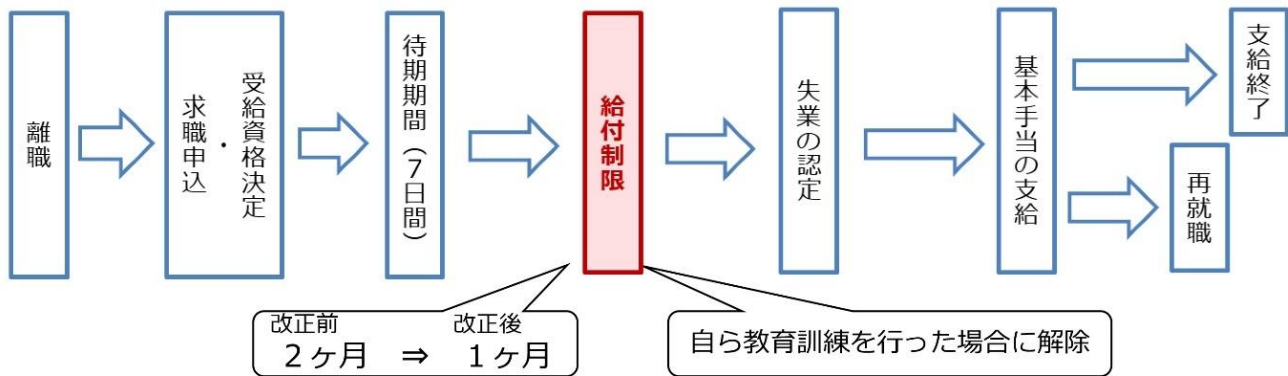 離職
受給資格決定
・
求職申込
待期期間（7日間）
給付制限
失業の認定
基本手当の支給
支給終了
再就職
改正前
改正後
2ヶ月 ⇒ 1ヶ月
自ら教育訓練を行った場合に解除